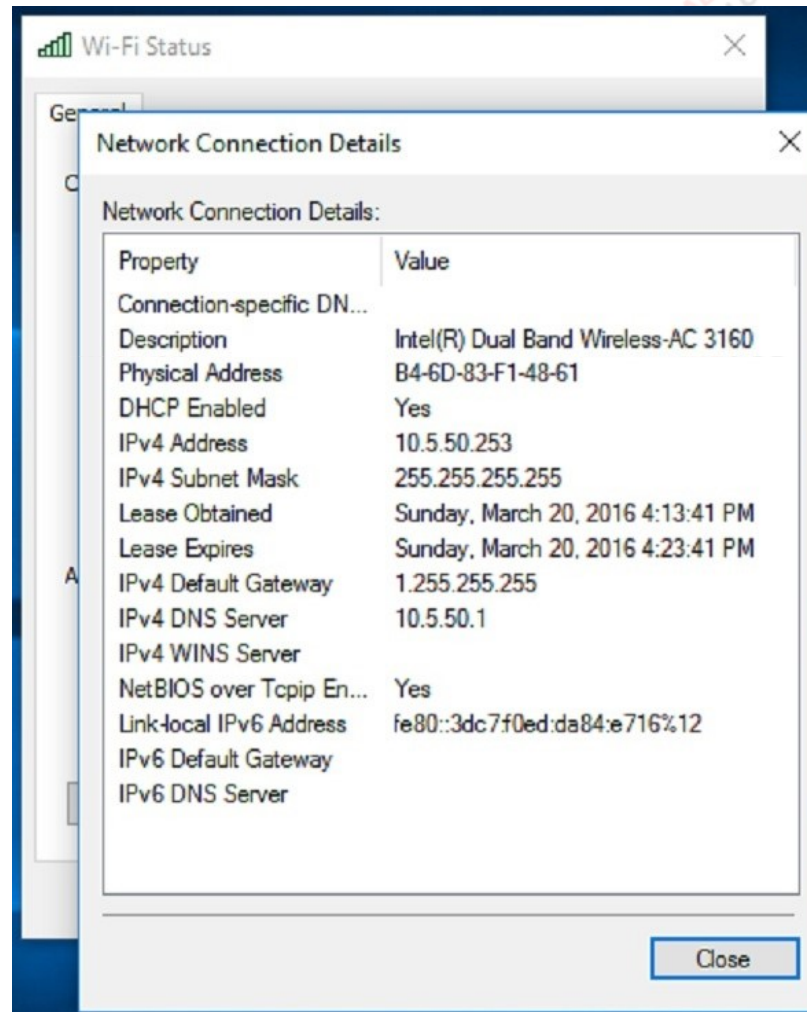 Wi-Fi Status
Network Connection Details
Network Connection Details:
Property Value
Connection-specific DN...
Description Intel(R) Dual Band Wireless-AC 3160
Physical Address B4-6D-83-F1-48-61
DHCP Enabled Yes
IPv4 Address 10.5.50.253
IPv4 Subnet Mask 255.255.255.255
Lease Obtained Sunday, March 20, 2016 4:13:41 PM
Lease Expires Sunday, March 20, 2016 4:23:41 PM
IPv4 Default Gateway 1.255.255.255
IPv4 DNS Server 10.5.50.1
IPv4 WINS Server
NetBIOS over Tcpip En... Yes
Link-local IPv6 Address fe80::3dc7:f0ed:da84:e716%12
IPv6 Default Gateway
IPv6 DNS Server
Close